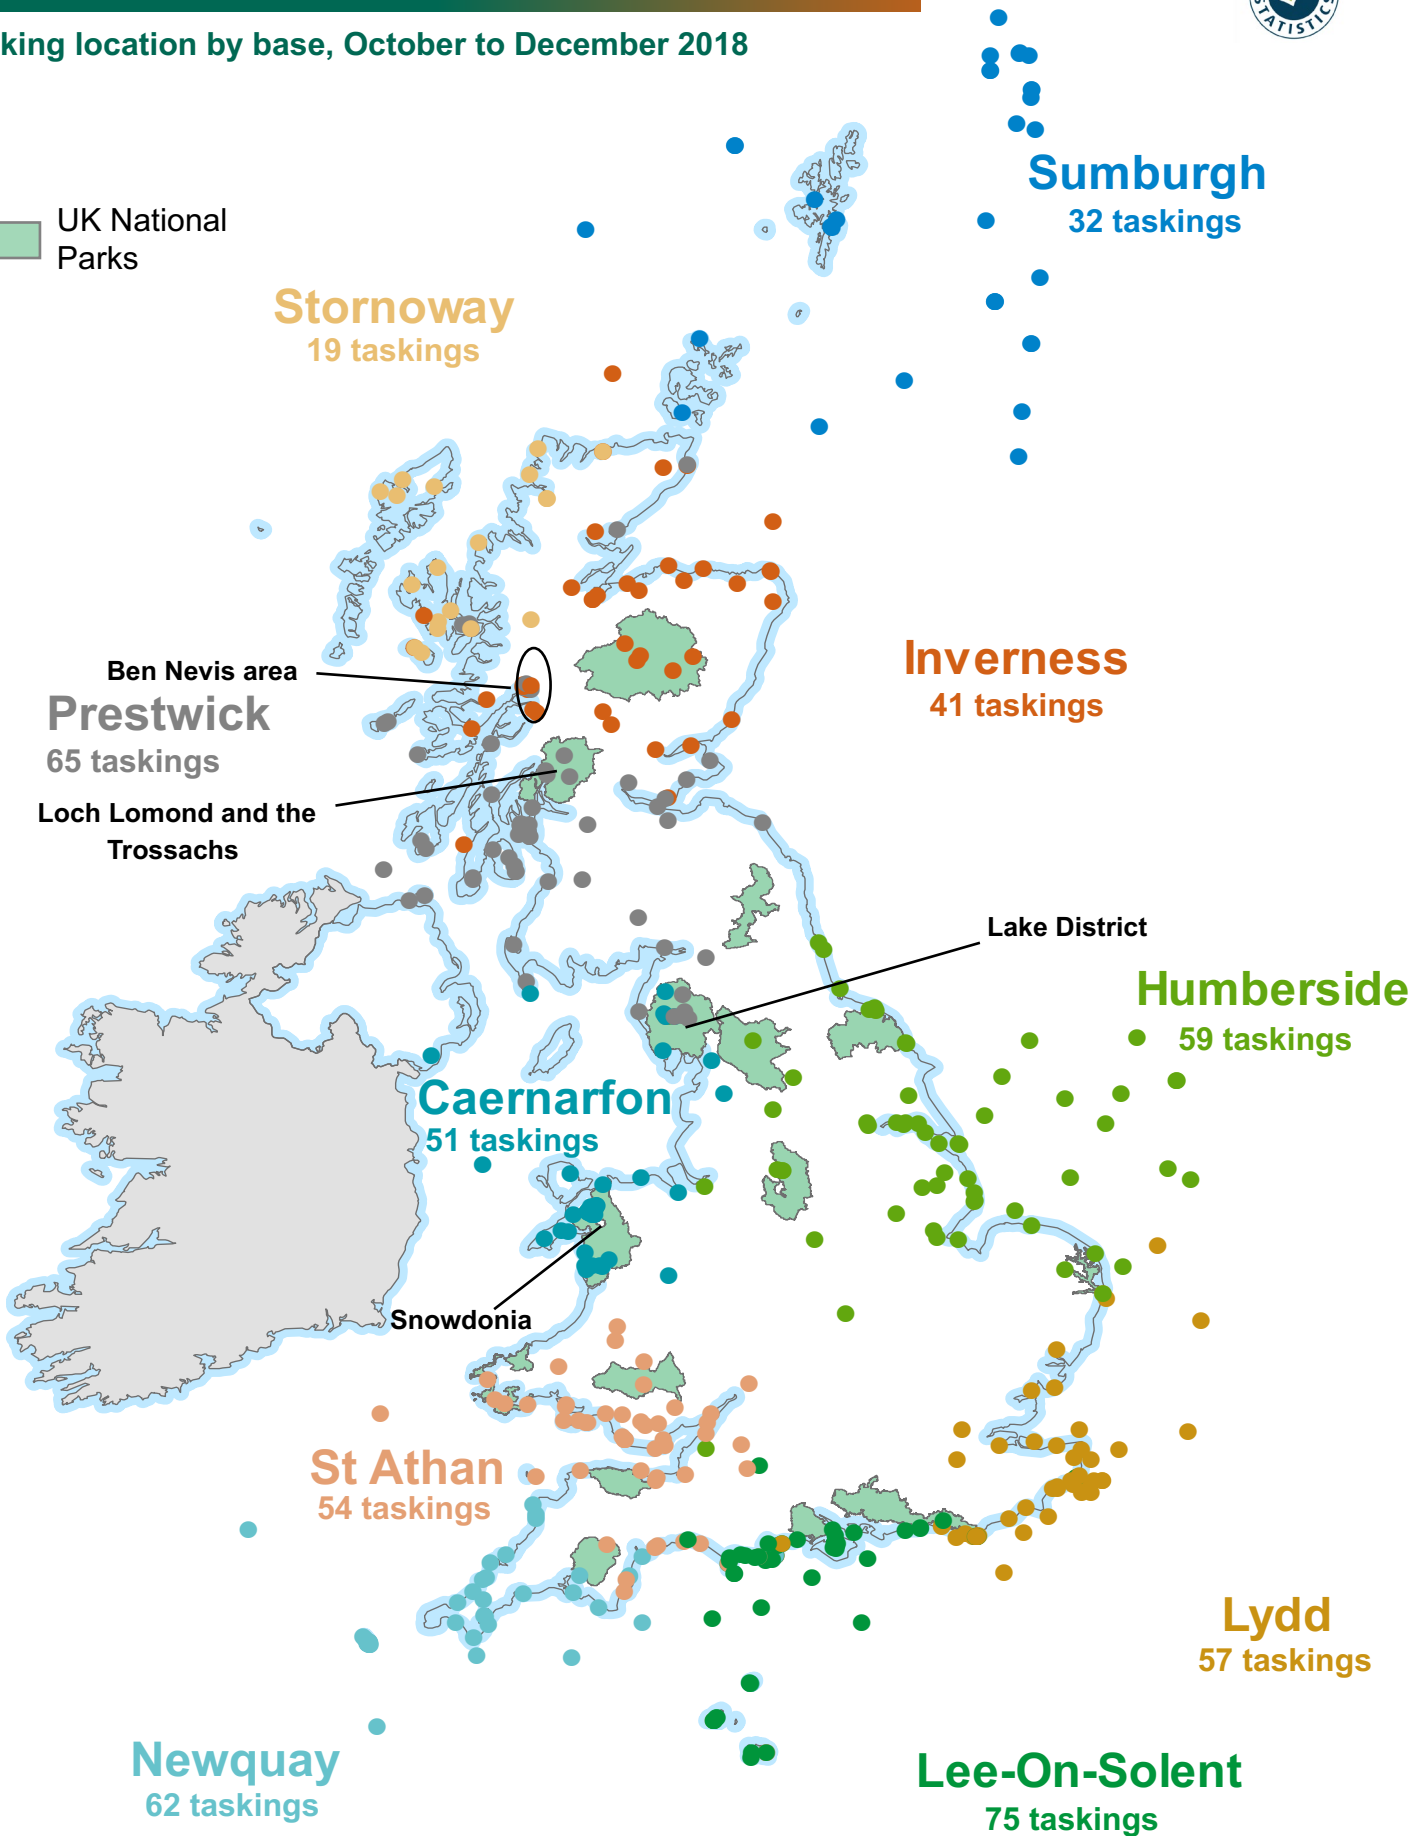 king location by base, October to December 2018
STATISTIC
Sumburgh
32 taskings
UK National
Parks
Stornoway
19 taskings
Inverness
41 taskings
Ben Nevis area
Prestwick
65 taskings
Loch Lomond and the
Trossachs
Lake District
Humberside
59 taskings
Caernarfon
51 taskings
Snowdonia
St Athan
54 taskings
Lydd
57 taskings
Newquay
62 taskings
Lee-On-Solent
75 taskings